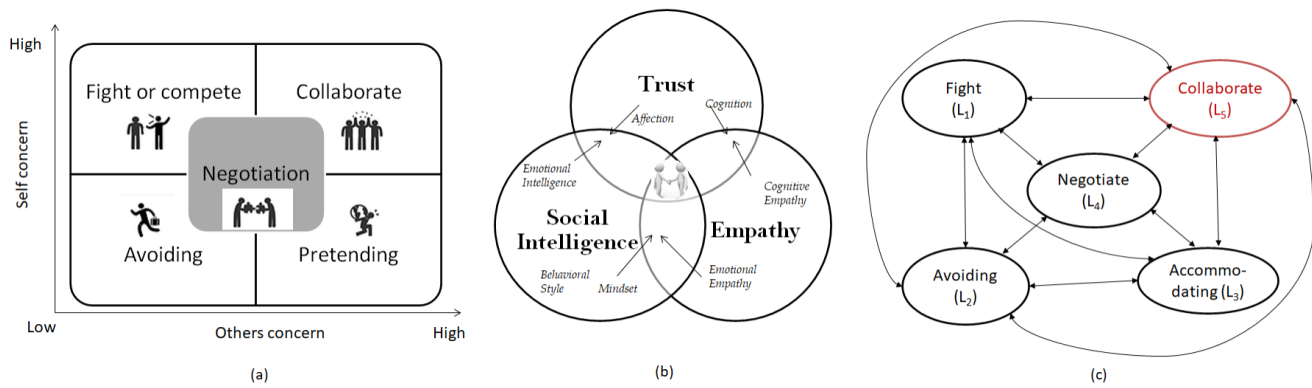 High
Fight or compete
Collaborate
Negotiation
Avoiding
Pretending
Self concern
Low
Others concern
High
(a)
Trust
Cognition
Affection
Emotional
Intelligence
Cognitive
Empathy
Social
Intelligence
Empathy
Behavioral
Style
Mindset
Emotional
Empathy
(b)
Fight
(L1)
Collaborate
(L5)
Negotiate
(L4)
Avoiding
(L2)
Accommo-
dating (L3)
(c)